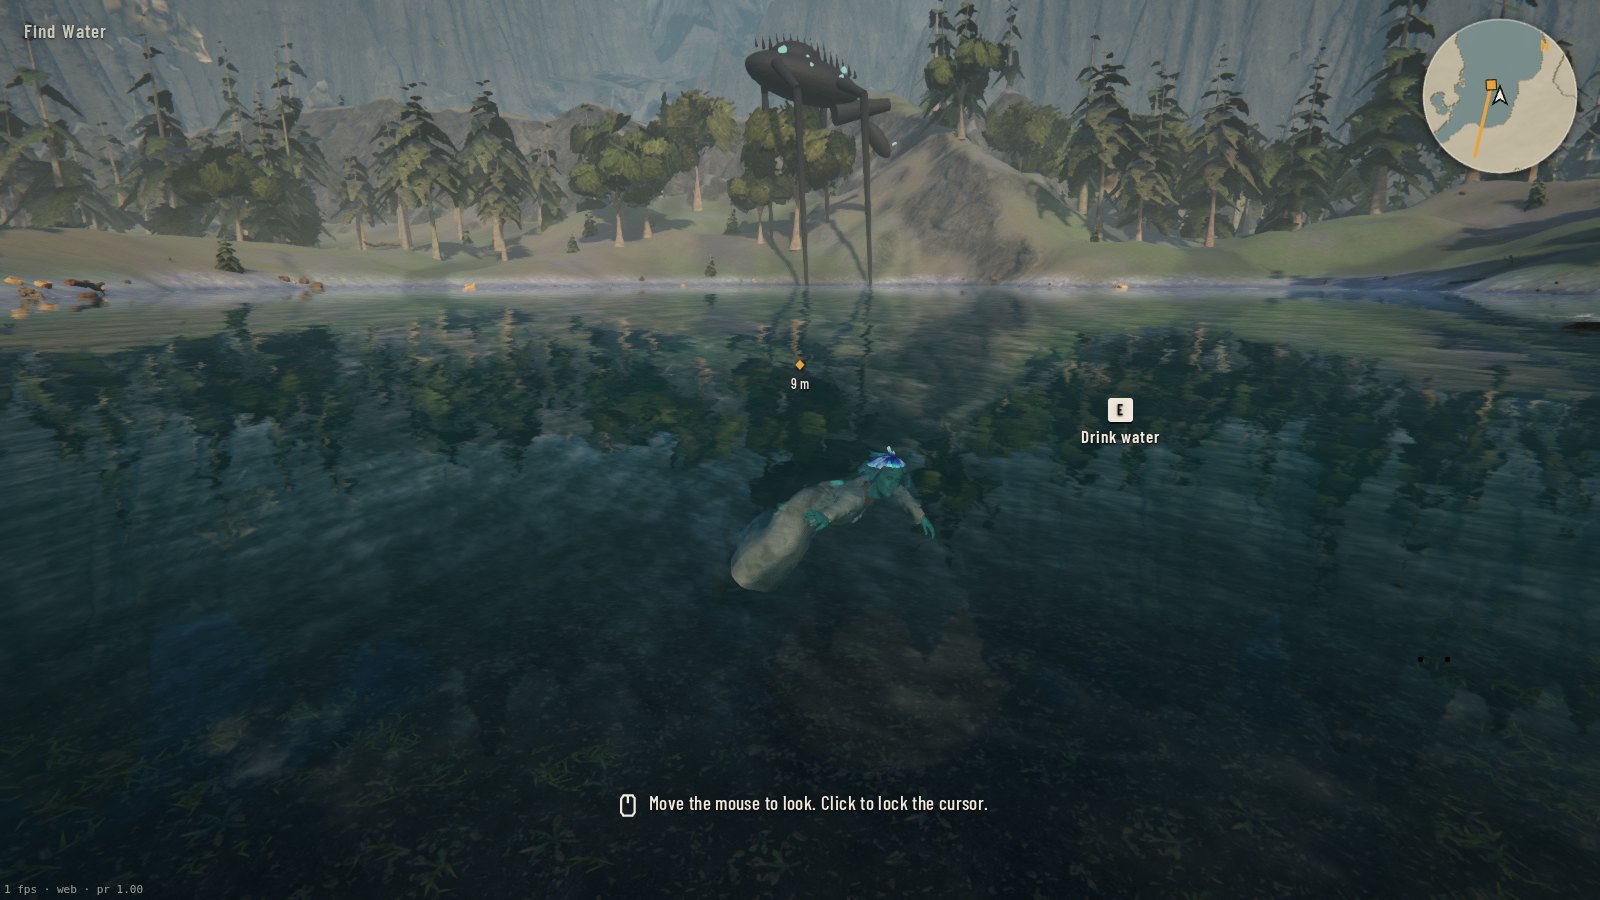 Find Water
N
9 m
E
Drink water
Move the mouse to look. Click to lock the cursor.
1 fps · web · pr 1.00